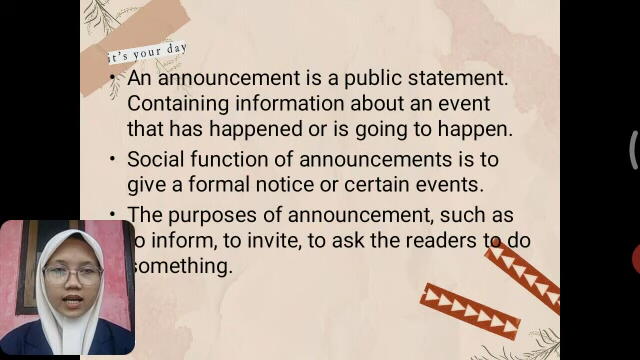 it's your day
• An announcement is a public statement.
Containing information about an event
that has happened or is going to happen.
• Social function of announcements is to
give a formal notice or certain events.
• The purposes of announcement, such as
o inform, to invite, to ask the readers to do
something.